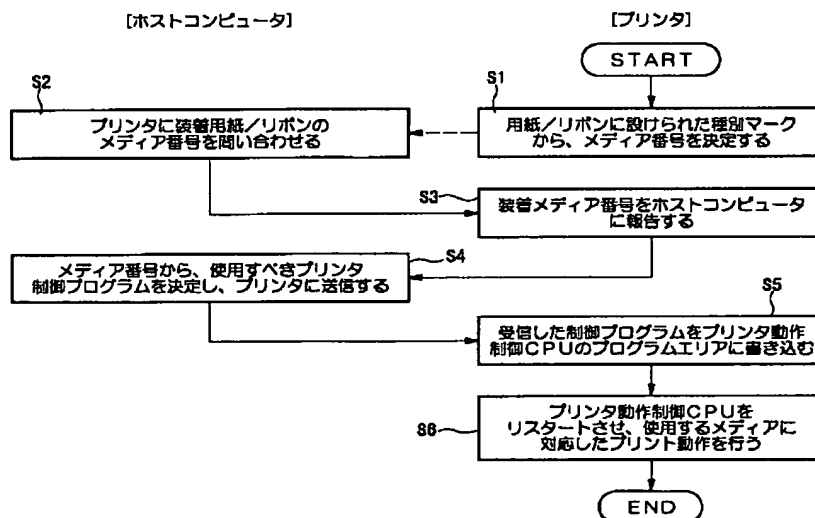 [ホストコンピュータ]
[プリンタ]
START
S1
用紙／リボンに設けられた種別マーク
から、メディア番号を決定する
S2
プリンタに装着用紙／リボンの
メディア番号を問い合わせる
S3
装着メディア番号をホストコンピュータ
に報告する
S4
メディア番号から、使用すべきプリンタ
制御プログラムを決定し、プリンタに送信する
S5
受信した制御プログラムをプリンタ動作
制御CPUのプログラムエリアに書き込む
S6
プリンタ動作制御CPUを
リスタートさせ、使用するメディアに
対応したプリント動作を行う
END